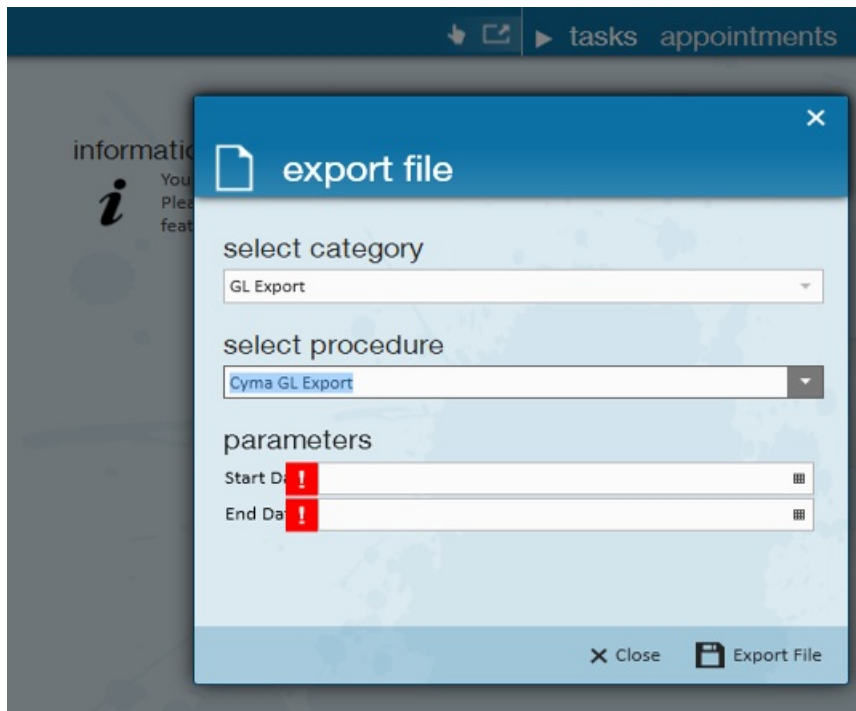 tasks appointments
informatio
You
Plea
feat
export file
select category
GL Export
select procedure
Cyma GL Export
parameters
Start Da
End Dat
Close Export File